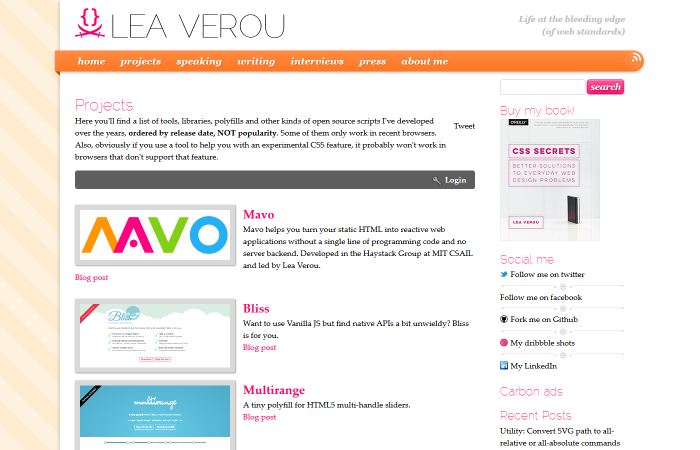 LEA VEROU
Life at the bleeding edge
(of web standards)
home projects speaking writing interviews press about me
Projects
Here you'll find a list of tools, libraries, polyfills and other kinds of open source scripts I've developed
over the years, ordered by release date, NOT popularity. Some of them only work in recent browsers.
Also, obviously if you use a tool to help you with an experimental CSS feature, it probably won't work in
browsers that don't support that feature.
Tweet
Login
MAVO
Mavo
Mavo helps you turn your static HTML into reactive web
applications without a single line of programming code and no
server backend. Developed in the Haystack Group at MIT CSAIL
and led by Lea Verou.
Blog post
Bliss
Bliss
Want to use Vanilla JS but find native APIs a bit unwieldy? Bliss
is for you.
Blog post
multirange
Multirange
A tiny polyfill for HTML5 multi-handle sliders.
Blog post
search
Buy my book!
O'REILLY
CSS SECRETS
BETTER SOLUTIONS
TO EVERYDAY WEB
DESIGN PROBLEMS
LEA VEROU
Social me
Follow me on twitter
Follow me on facebook
Fork me on Github
My dribbble shots
My LinkedIn
Carbon ads
Recent Posts
Utility: Convert SVG path to all-
relative or all-absolute commands